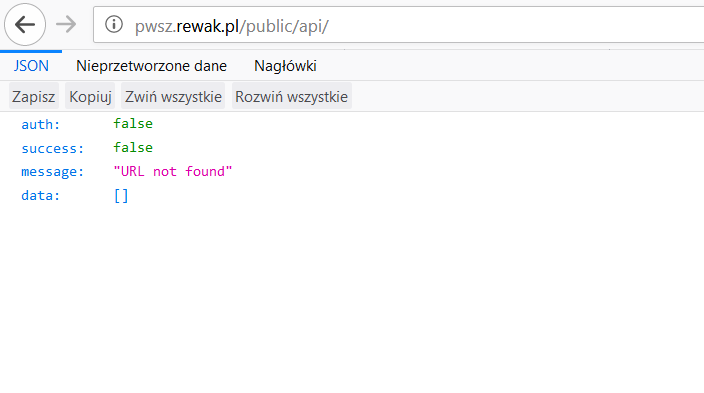 pwsz.rewak.pl/public/api/
JSON Nieprzetworzone dane Nagłówki
Zapisz Kopiuj Zwiń wszystkie Rozwiń wszystkie
auth: false
success: false
message: "URL not found"
data: []